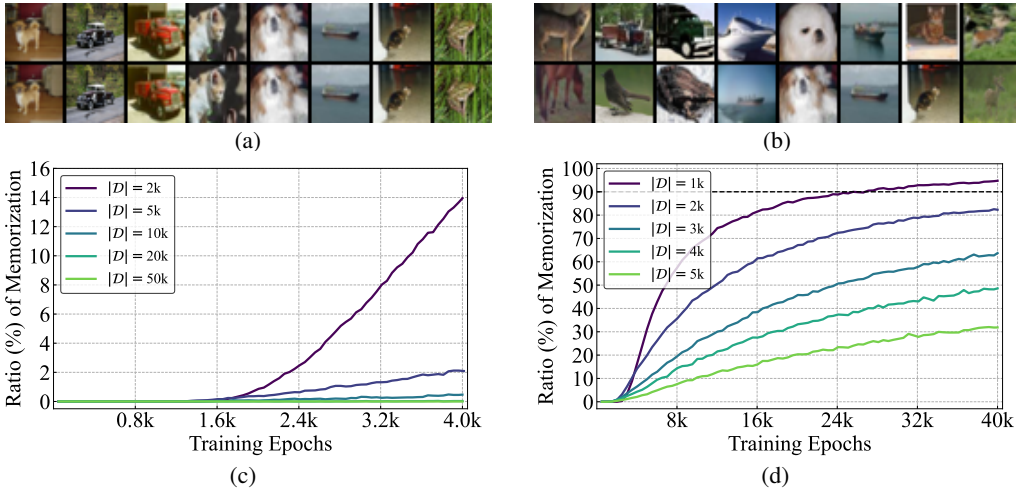 (a)
(b)
Ratio (%) of Memorization
16
14
12
10
8
6
4
2
0
|𝒟| = 2k
|𝒟| = 5k
|𝒟| = 10k
|𝒟| = 20k
|𝒟| = 50k
0.8k 1.6k 2.4k 3.2k 4.0k
Training Epochs
(c)
Ratio (%) of Memorization
100
90
80
70
60
50
40
30
20
10
0
|𝒟| = 1k
|𝒟| = 2k
|𝒟| = 3k
|𝒟| = 4k
|𝒟| = 5k
8k 16k 24k 32k 40k
Training Epochs
(d)